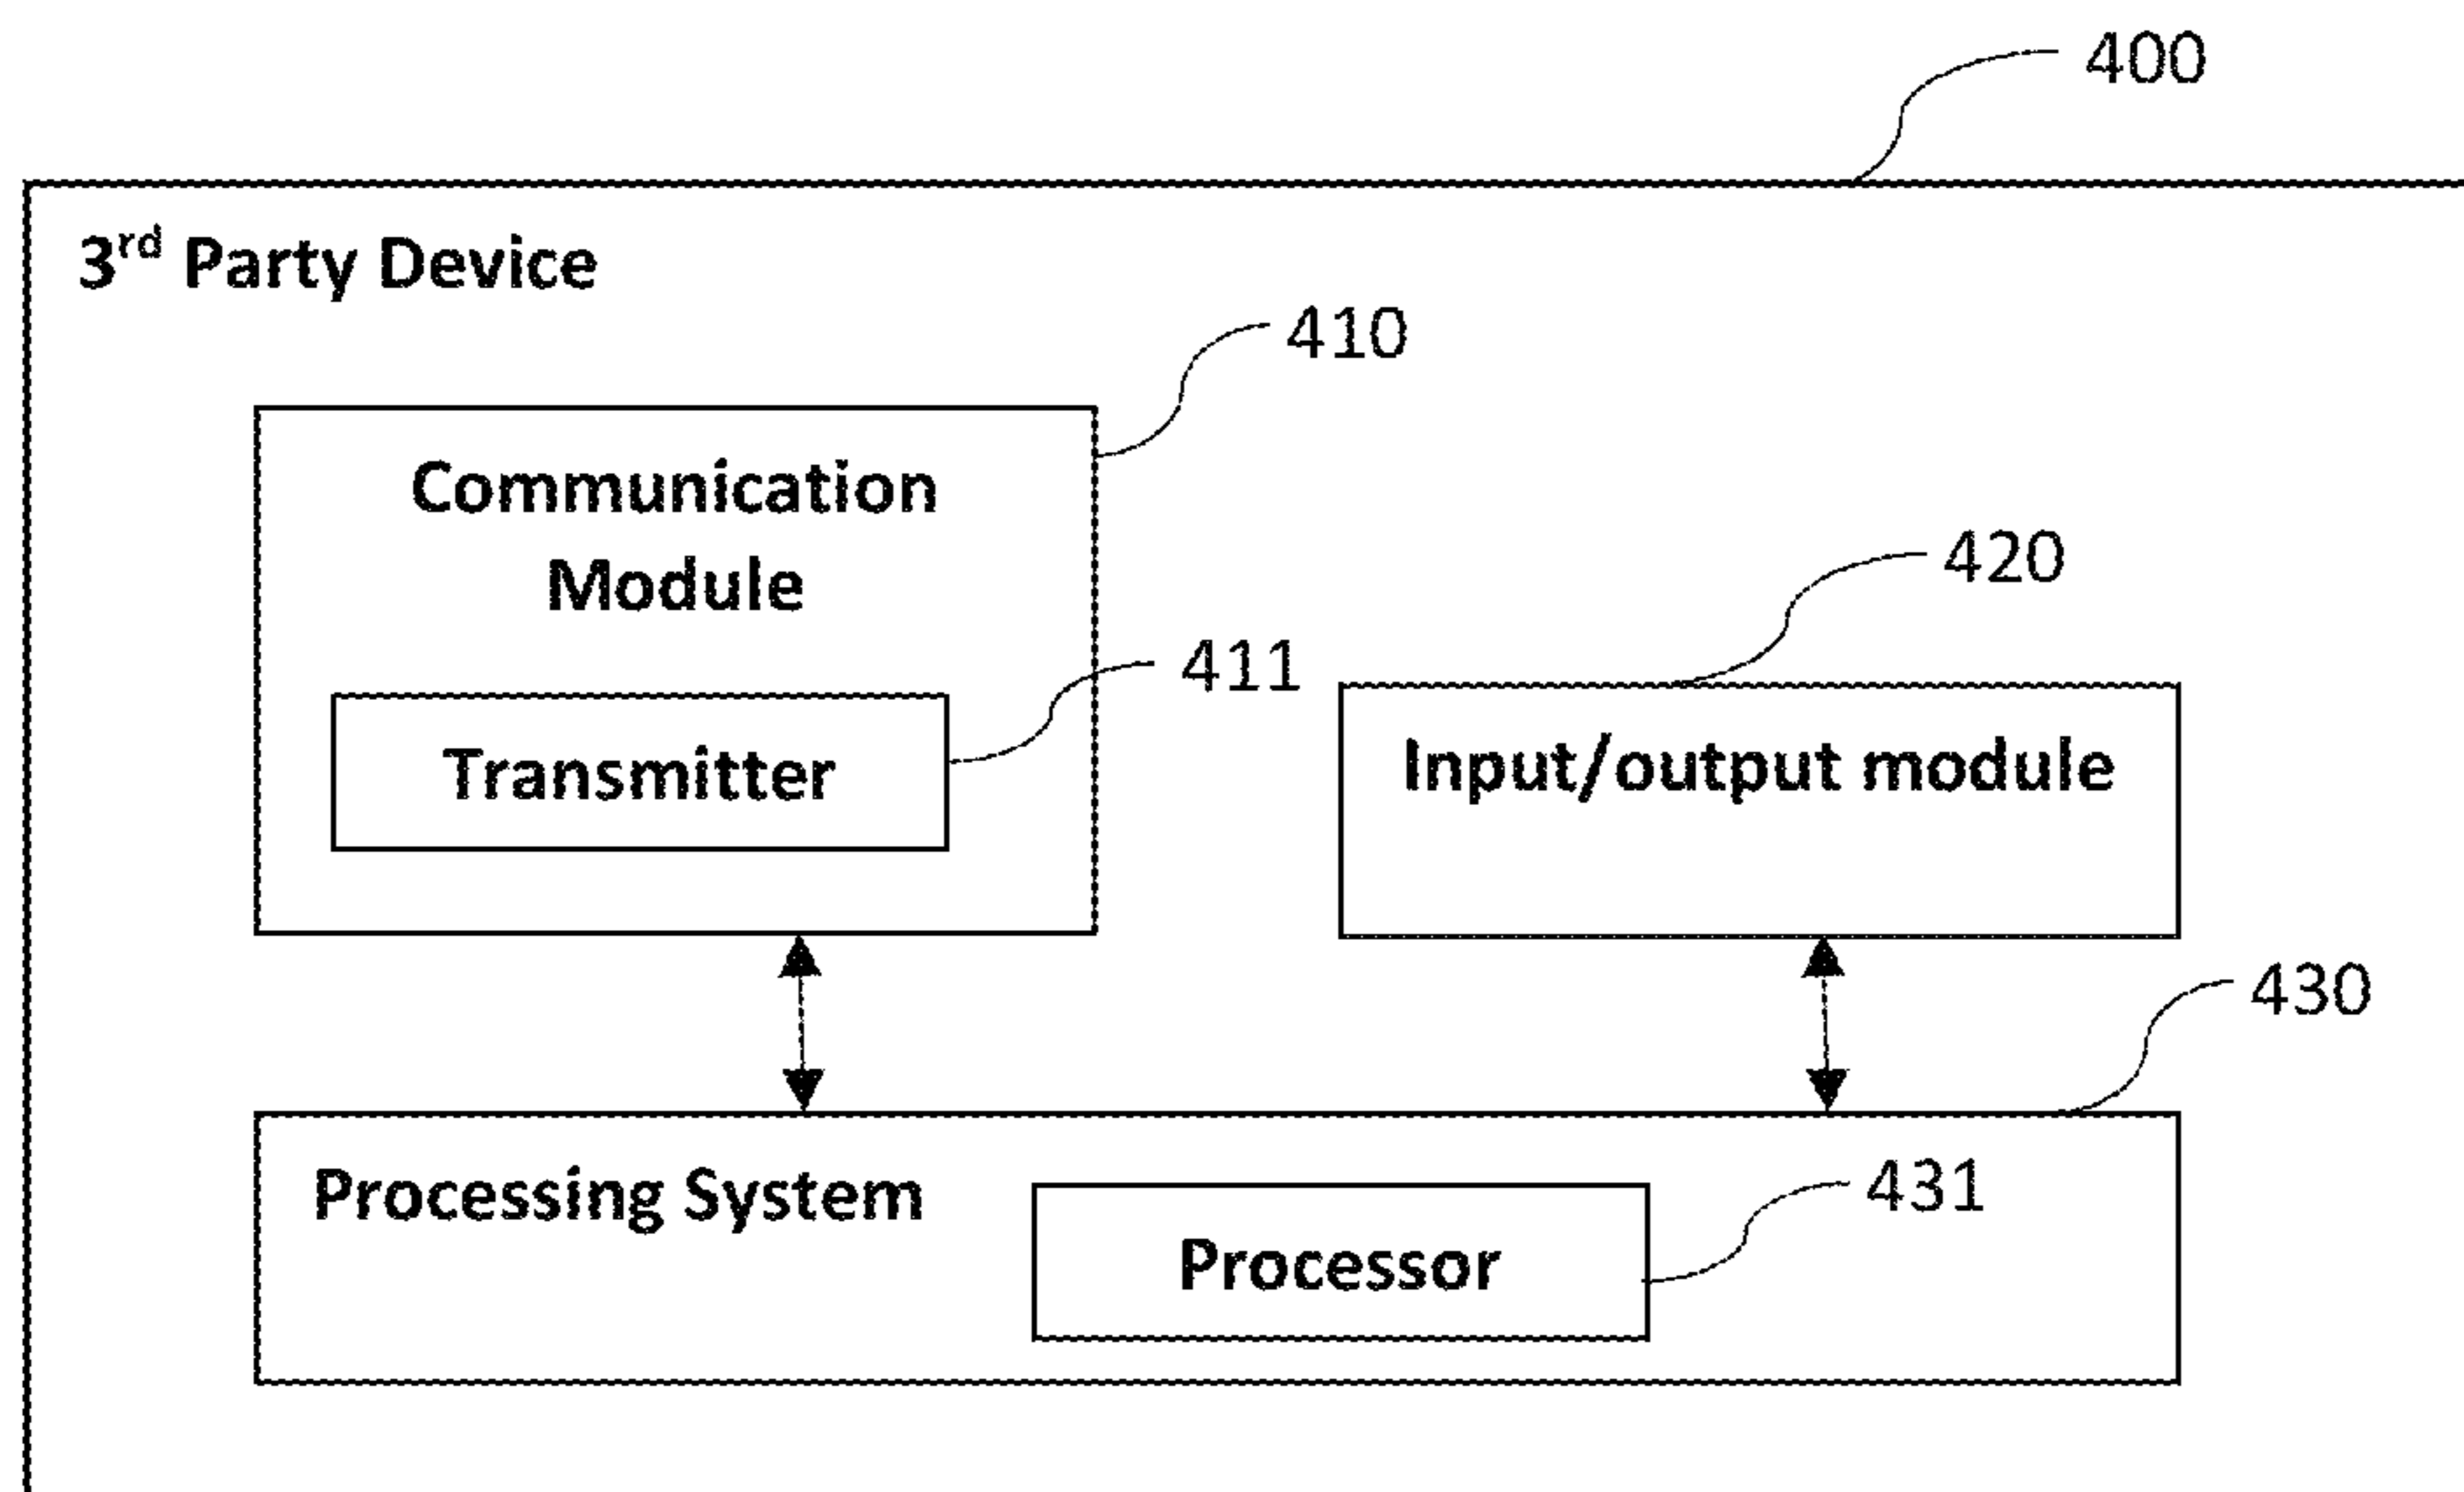 400
3rd Party Device
410
Communication
Module
420
411
Transmitter
Input/output module
430
Processing System
431
Processor